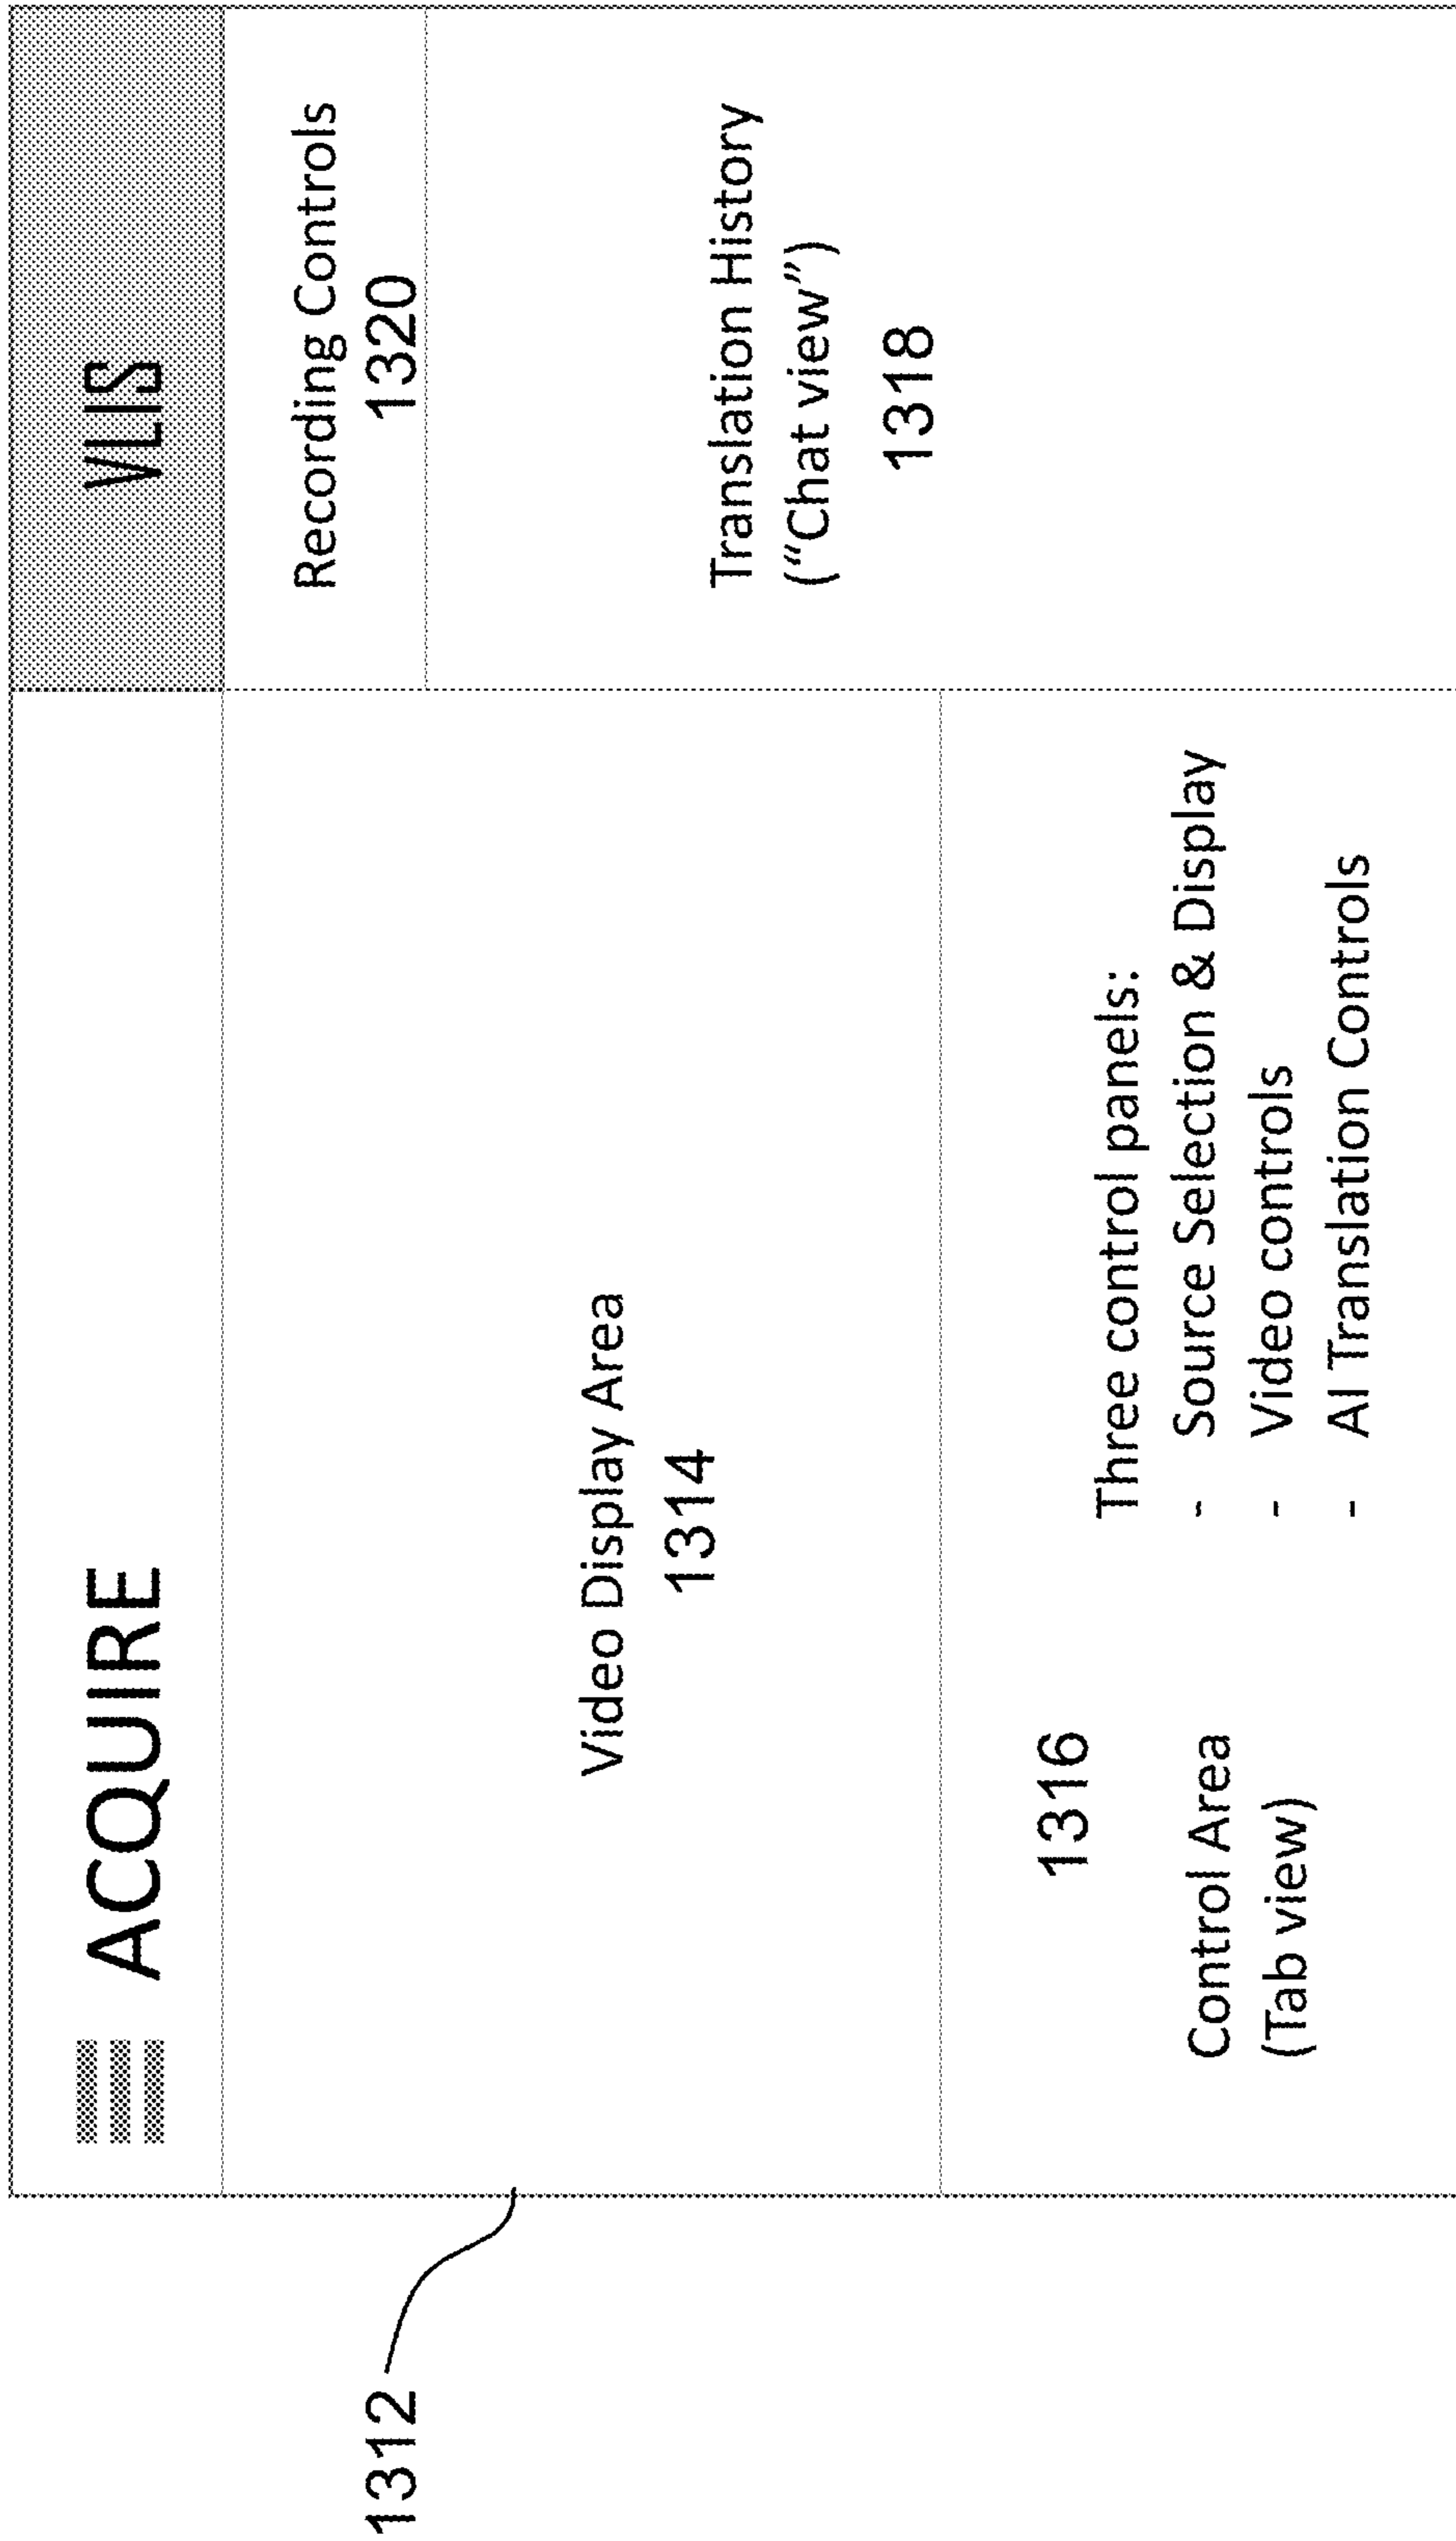 ACQUIRE
VLIS
1312
Video Display Area
1314
Recording Controls
1320
Translation History
("Chat view")
1318
1316
Control Area
(Tab view)
Three control panels:
- Source Selection & Display
- Video controls
- AI Translation Controls